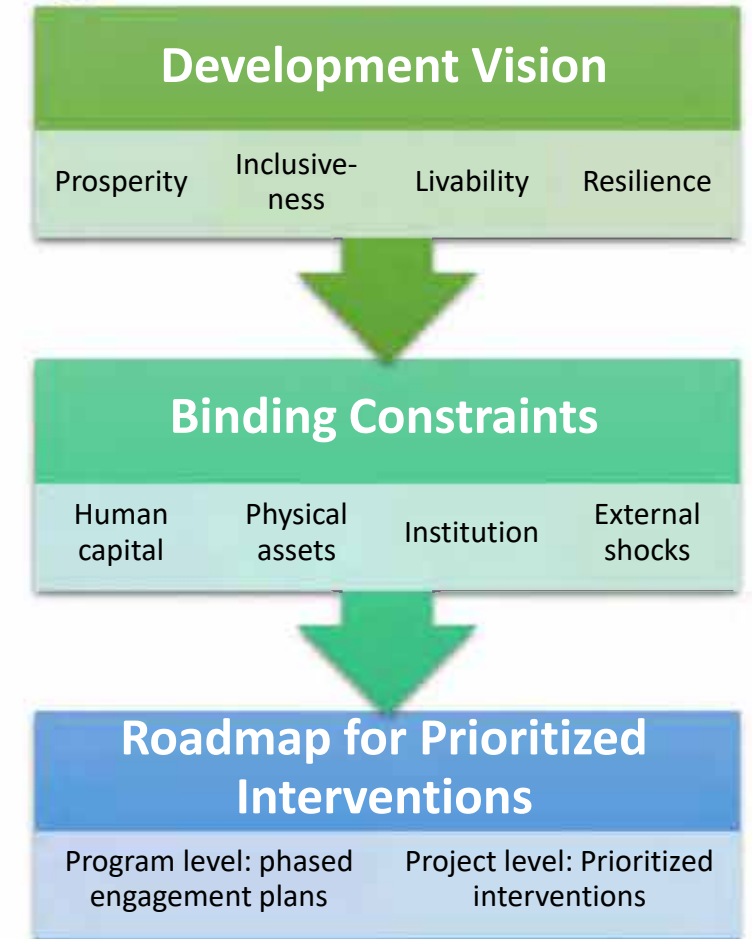 Development Vision
Prosperity
Inclusive-
ness
Livability
Resilience
Binding Constraints
Human
capital
Physical
assets
Institution
External
shocks
Roadmap for Prioritized
Interventions
Program level: phased
engagement plans
Project level: Prioritized
interventions